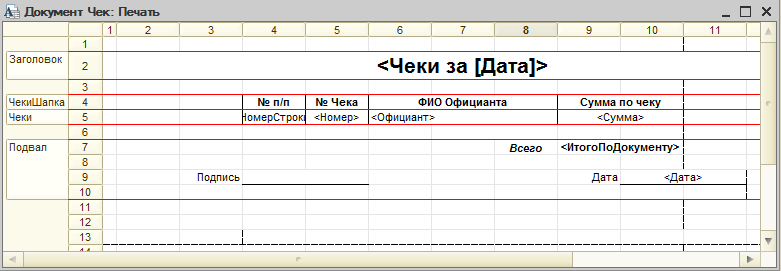 Документ Чек: Печать
1 2 3 4 5 6 7 8 9 10 11
1
Заголовок 2 <Чеки за [Дата]>
3
ЧекиШапка 4 № п/п № Чека ФИО Официанта Сумма по чеку
Чеки 5 НомерСтроки <Номер> <Официант> <Сумма>
6
Подвал 7 Всего <ИтогоПоДокументу>
8
9 Подпись Дата <Дата>
10
11
12
13
14